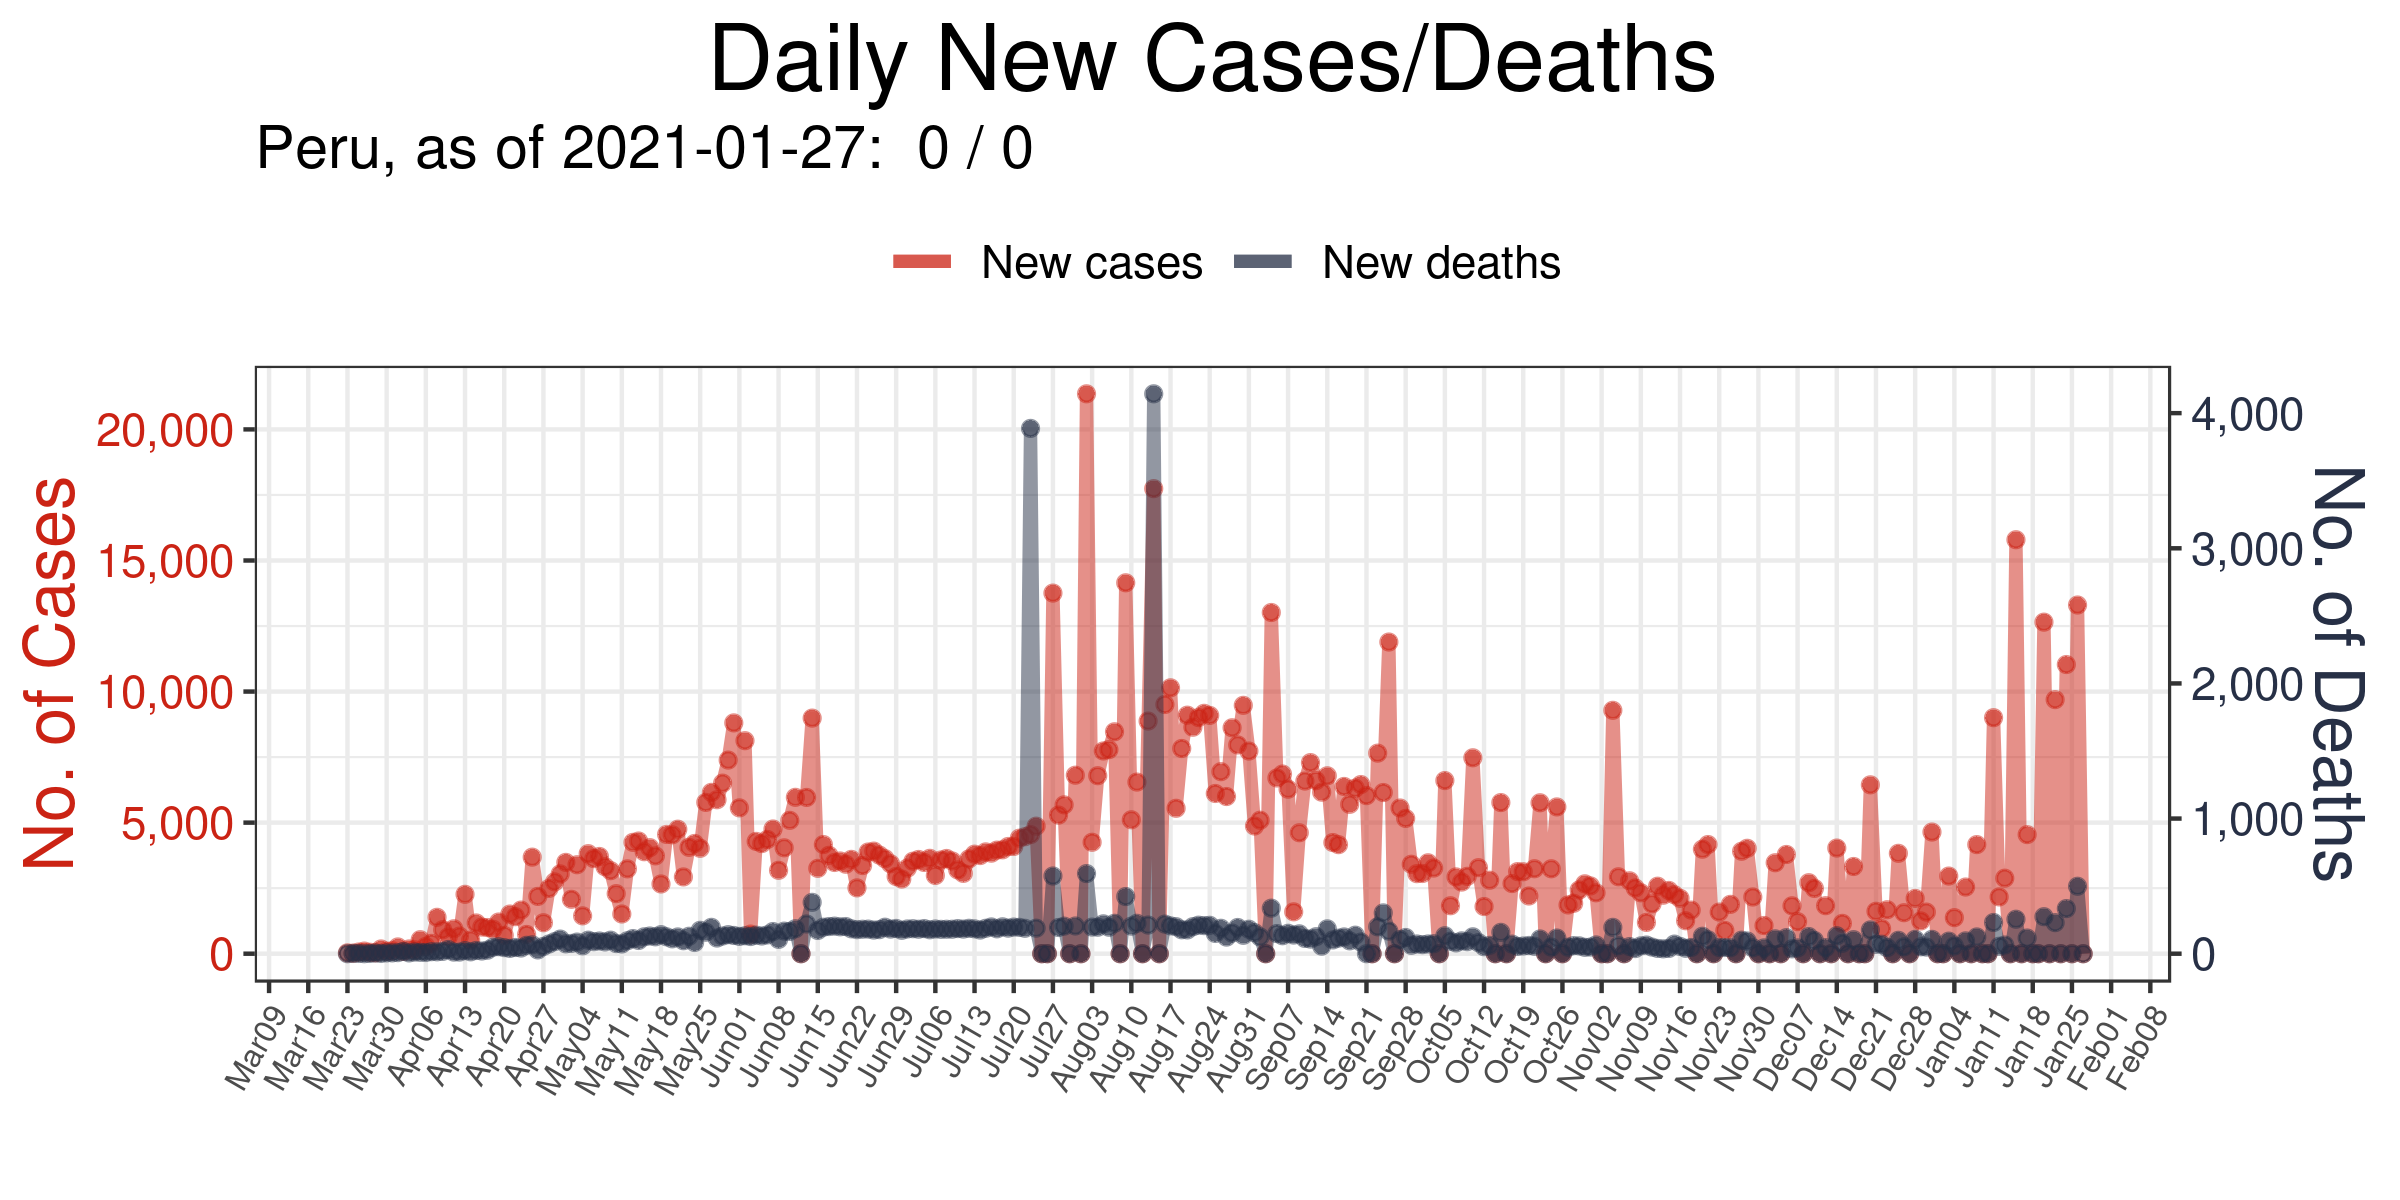 Daily New Cases/Deaths
Peru, as of 2021-01-27:  0 / 0
New cases
New deaths
No. of Cases
20,000
15,000
10,000
5,000
0
4,000
3,000
2,000
1,000
0
No. of Deaths
Mar09
Mar16
Mar23
Mar30
Apr06
Apr13
Apr20
Apr27
May04
May11
May18
May25
Jun01
Jun08
Jun15
Jun22
Jun29
Jul06
Jul13
Jul20
Jul27
Aug03
Aug10
Aug17
Aug24
Aug31
Sep07
Sep14
Sep21
Sep28
Oct05
Oct12
Oct19
Oct26
Nov02
Nov09
Nov16
Nov23
Nov30
Dec07
Dec14
Dec21
Dec28
Jan04
Jan11
Jan18
Jan25
Feb01
Feb08